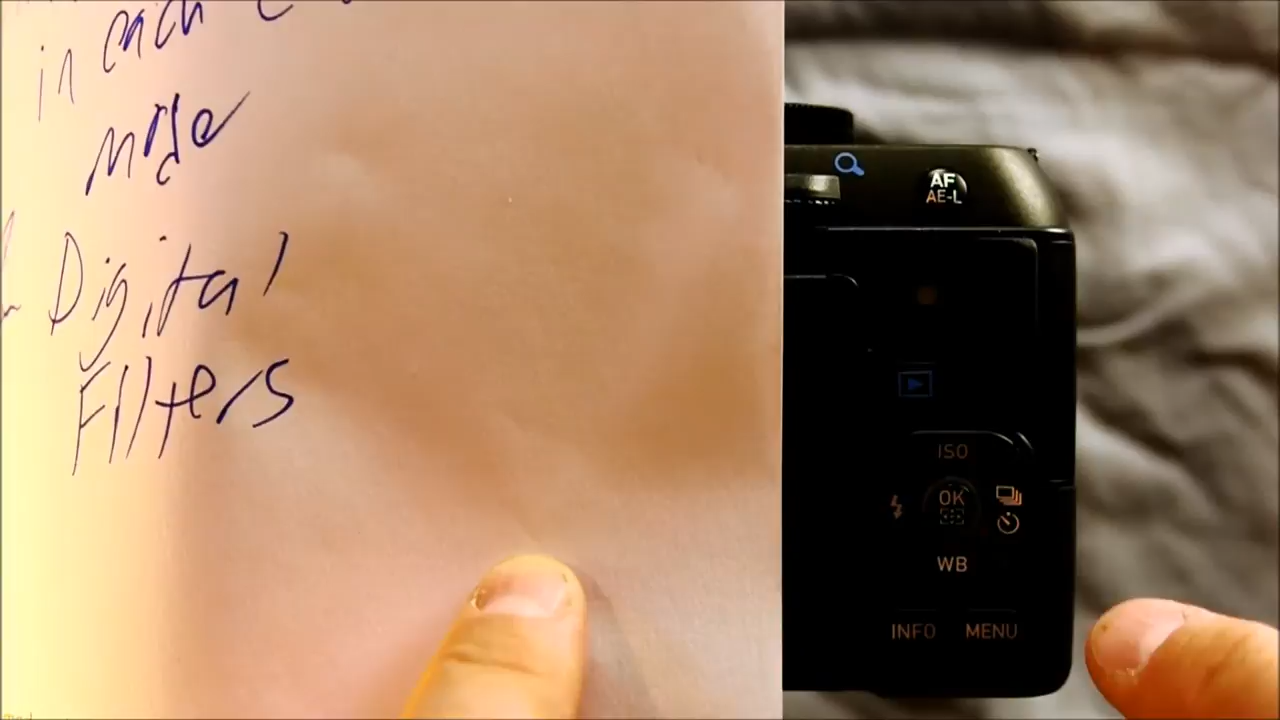 in each
mode
Digital
Filters
AF
AE-L
ISO
OK
WB
INFO MENU